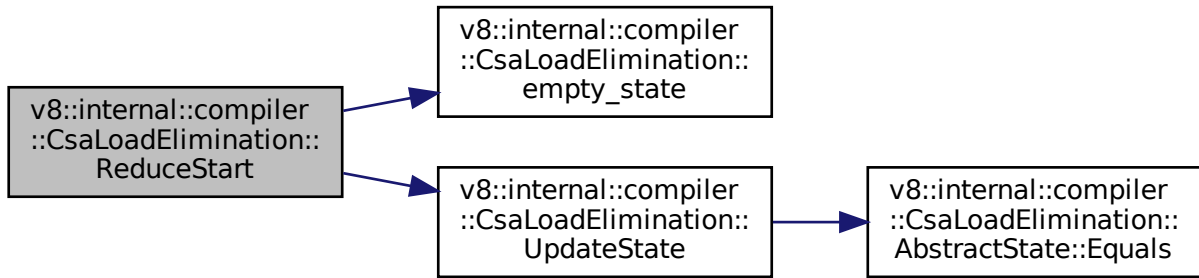 v8::internal::compiler
::CsaLoadElimination::
ReduceStart
v8::internal::compiler
::CsaLoadElimination::
empty_state
v8::internal::compiler
::CsaLoadElimination::
UpdateState
v8::internal::compiler
::CsaLoadElimination::
AbstractState::Equals